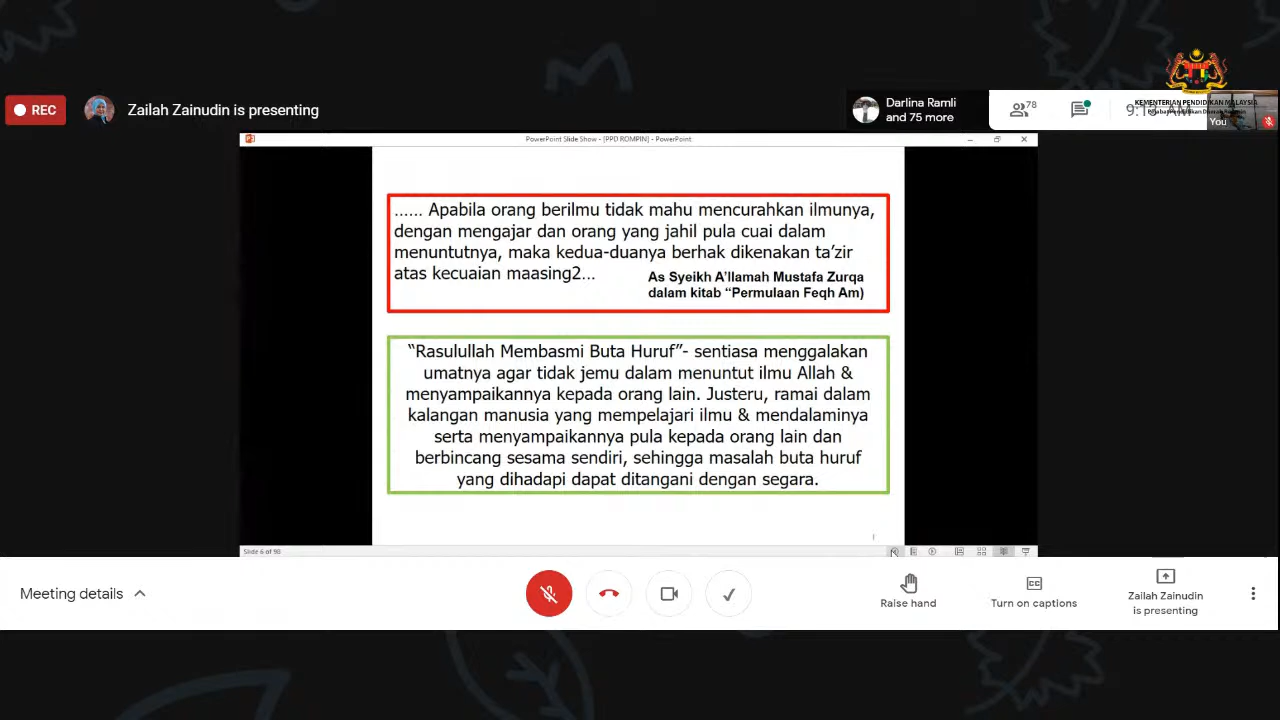 KEMENTERIAN PENDIDIKAN MALAYSIA
REC
Zailah Zainudin is presenting
Darlina Ramli
and 75 more
78
You
PowerPoint Slide Show - [PPD ROMPIN] - PowerPoint
...... Apabila orang berilmu tidak mahu mencurahkan ilmunya,
dengan mengajar dan orang yang jahil pula cuai dalam
menuntutnya, maka kedua-duanya berhak dikenakan ta’zir
atas kecuaian maasing2...
As Syeikh A’llamah Mustafa Zurqa
dalam kitab “Permulaan Feqh Am)
“Rasulullah Membasmi Buta Huruf”- sentiasa menggalakan
umatnya agar tidak jemu dalam menuntut ilmu Allah &
menyampaikannya kepada orang lain. Justeru, ramai dalam
kalangan manusia yang mempelajari ilmu & mendalaminya
serta menyampaikannya pula kepada orang lain dan
berbincang sesama sendiri, sehingga masalah buta huruf
yang dihadapi dapat ditangani dengan segara.
Slide 6 of 98
Meeting details
Raise hand
CC
Turn on captions
Zailah Zainudin
is presenting